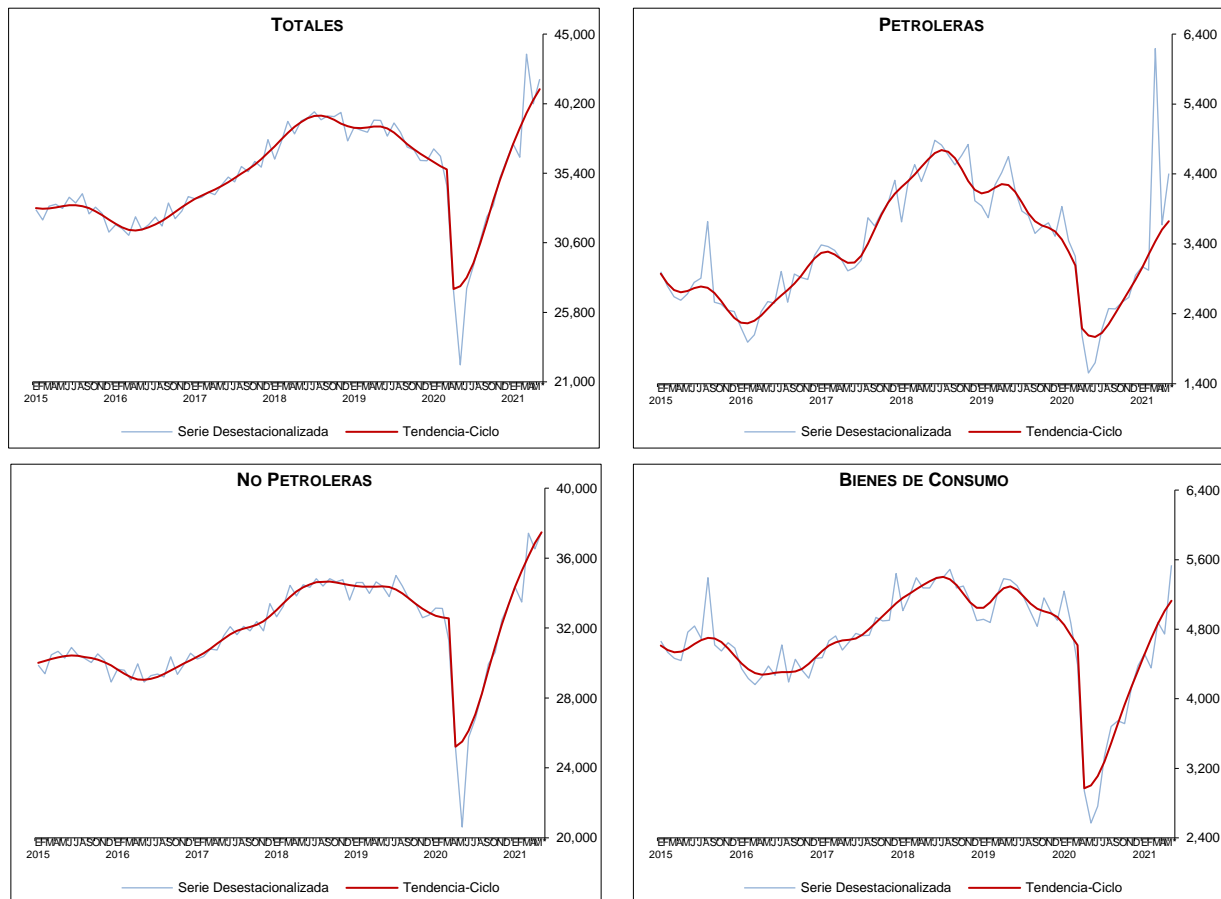 TOTALES
45,000
40,200
35,400
30,600
25,800
21,000
2015 2016 2017 2018 2019 2020 2021
Serie Desestacionalizada Tendencia-Ciclo
PETROLERAS
6,400
5,400
4,400
3,400
2,400
1,400
2015 2016 2017 2018 2019 2020 2021
Serie Desestacionalizada Tendencia-Ciclo
NO PETROLERAS
40,000
36,000
32,000
28,000
24,000
20,000
2015 2016 2017 2018 2019 2020 2021
Serie Desestacionalizada Tendencia-Ciclo
BIENES DE CONSUMO
6,400
5,600
4,800
4,000
3,200
2,400
2015 2016 2017 2018 2019 2020 2021
Serie Desestacionalizada Tendencia-Ciclo